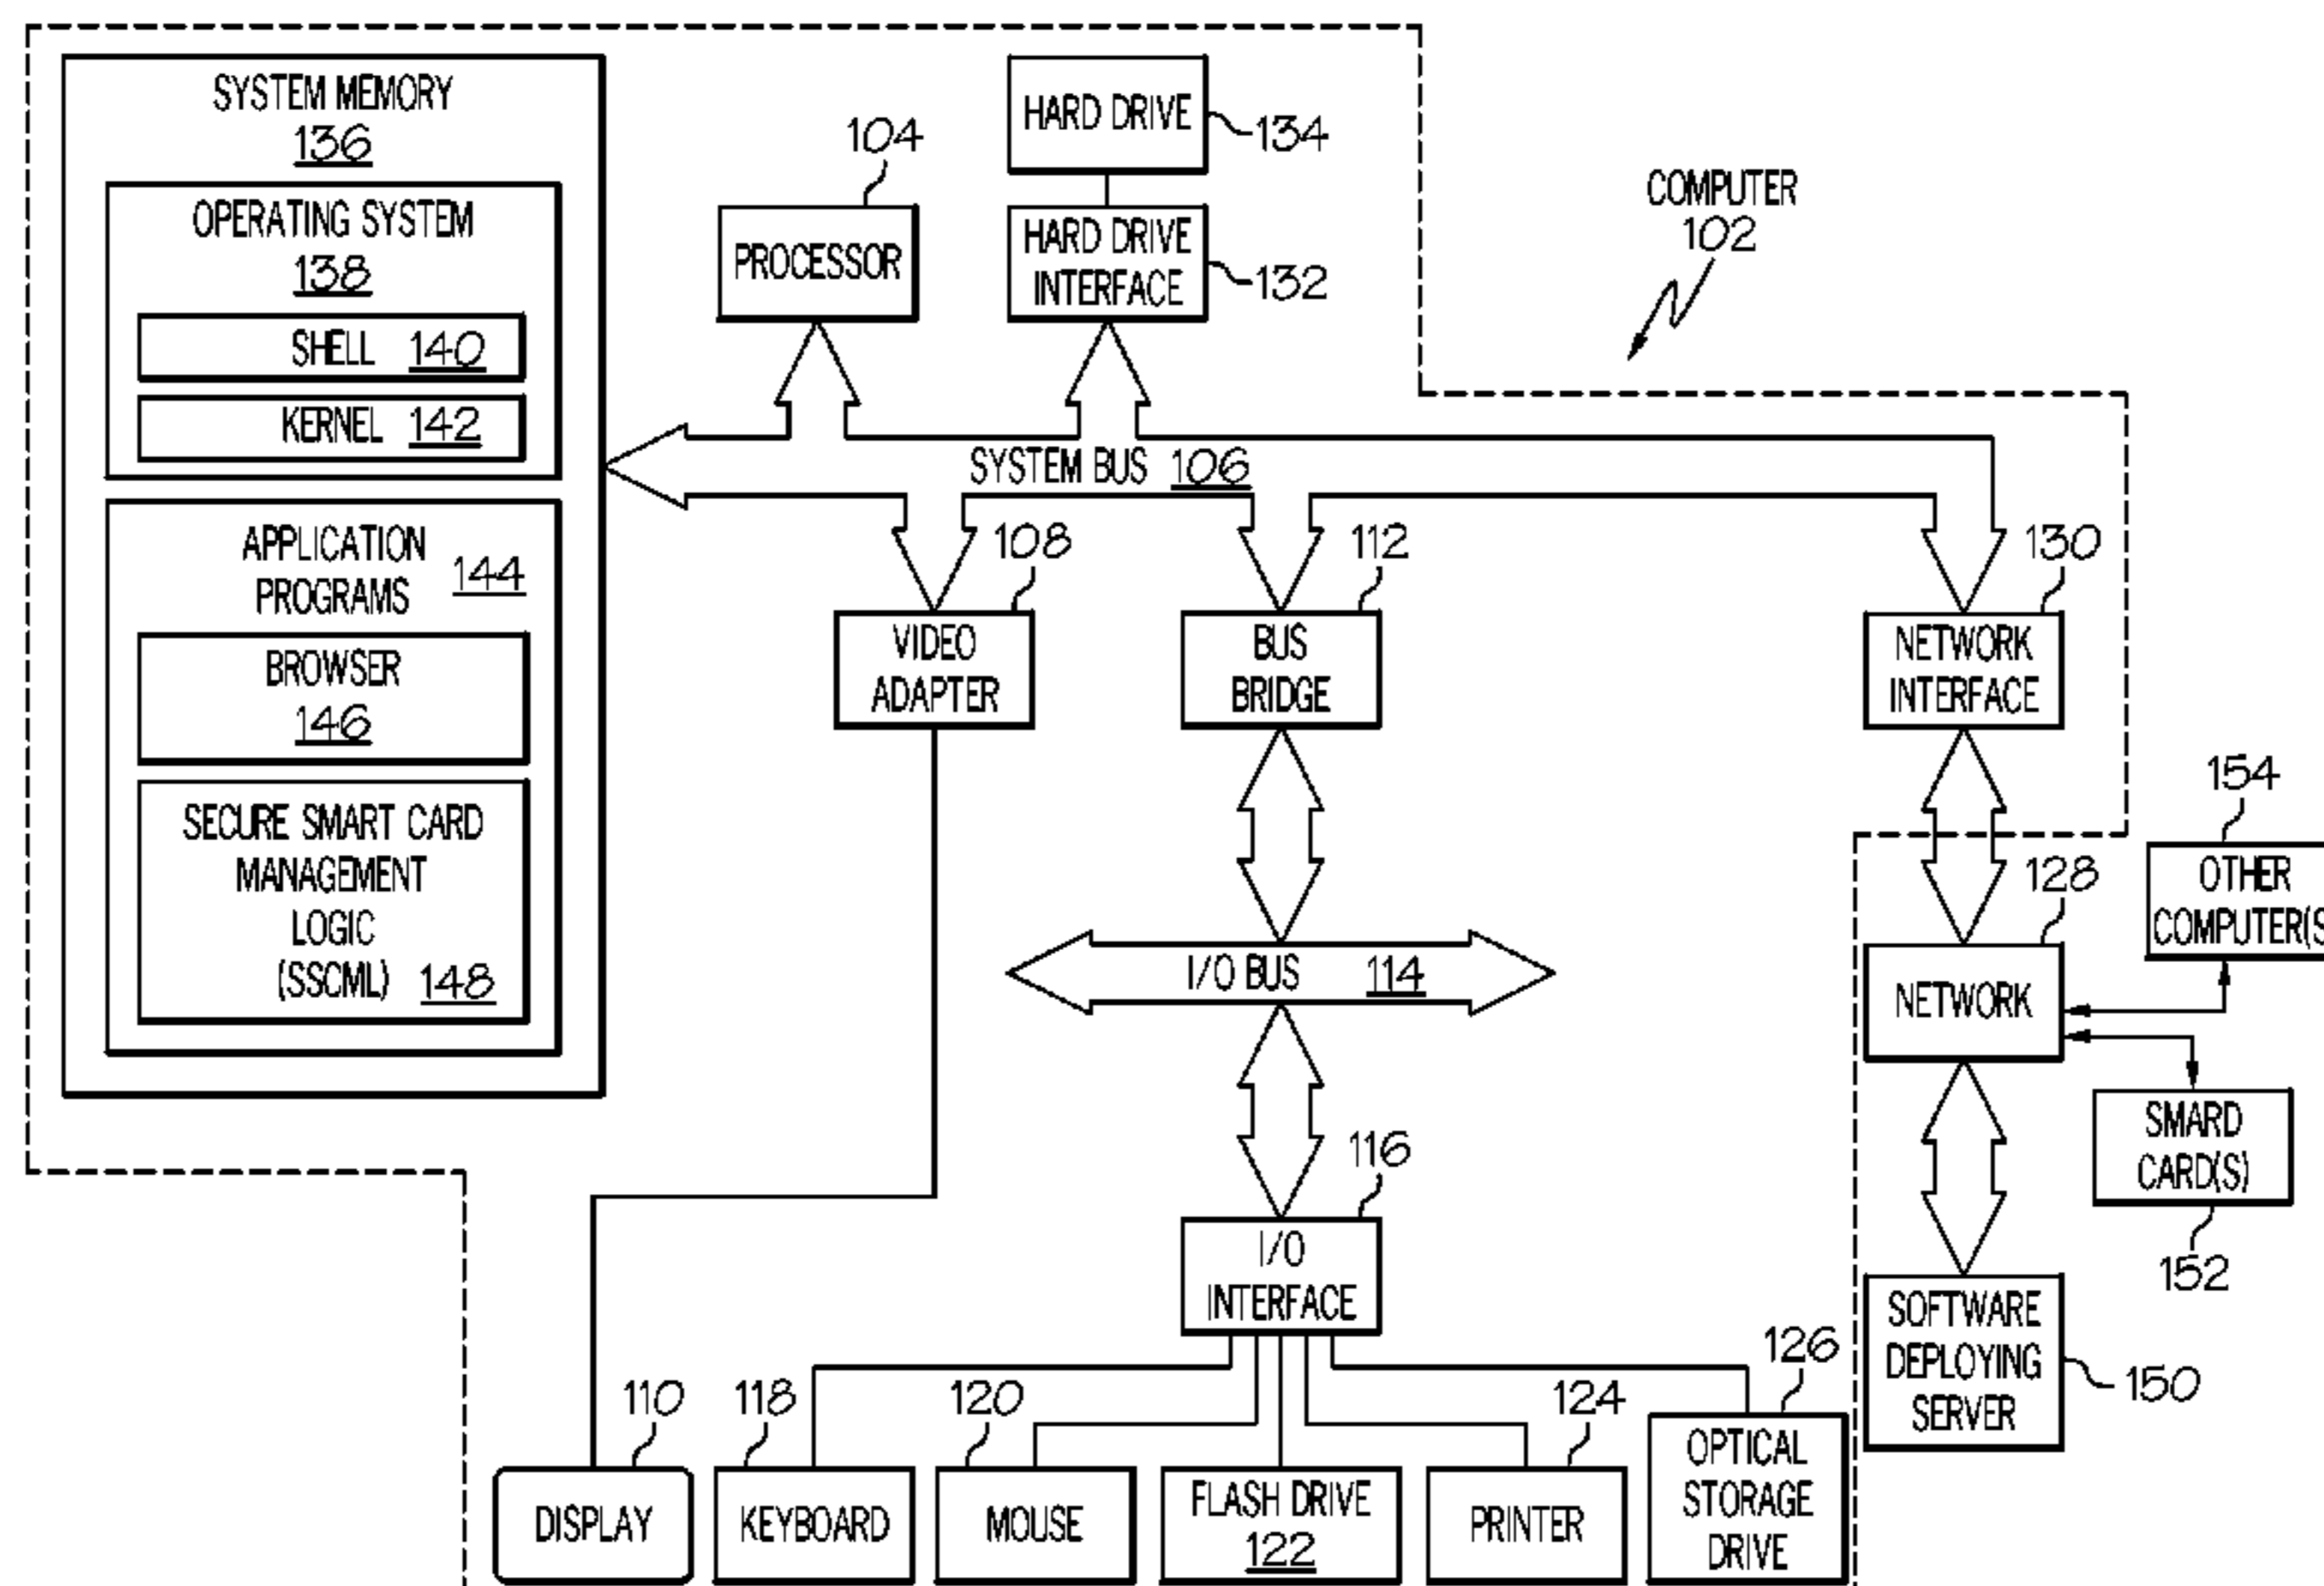 SYSTEM MEMORY
136
OPERATING SYSTEM
138
SHELL 140
KERNEL 142
APPLICATION
PROGRAMS 144
BROWSER
146
SECURE SMART CARD
MANAGEMENT
LOGIC
(SSCML) 148
104
PROCESSOR
HARD DRIVE
134
HARD DRIVE
INTERFACE
132
COMPUTER
102
SYSTEM BUS 106
108
VIDEO
ADAPTER
112
BUS
BRIDGE
130
NETWORK
INTERFACE
154
OTHER
COMPUTER(S
128
NETWORK
I/O BUS 114
SMARD
CARD(S)
152
116
I/O
INTERFACE
SOFTWARE
DEPLOYING
SERVER
150
110
DISPLAY
118
KEYBOARD
120
MOUSE
FLASH DRIVE
122
124
PRINTER
126
OPTICAL
STORAGE
DRIVE